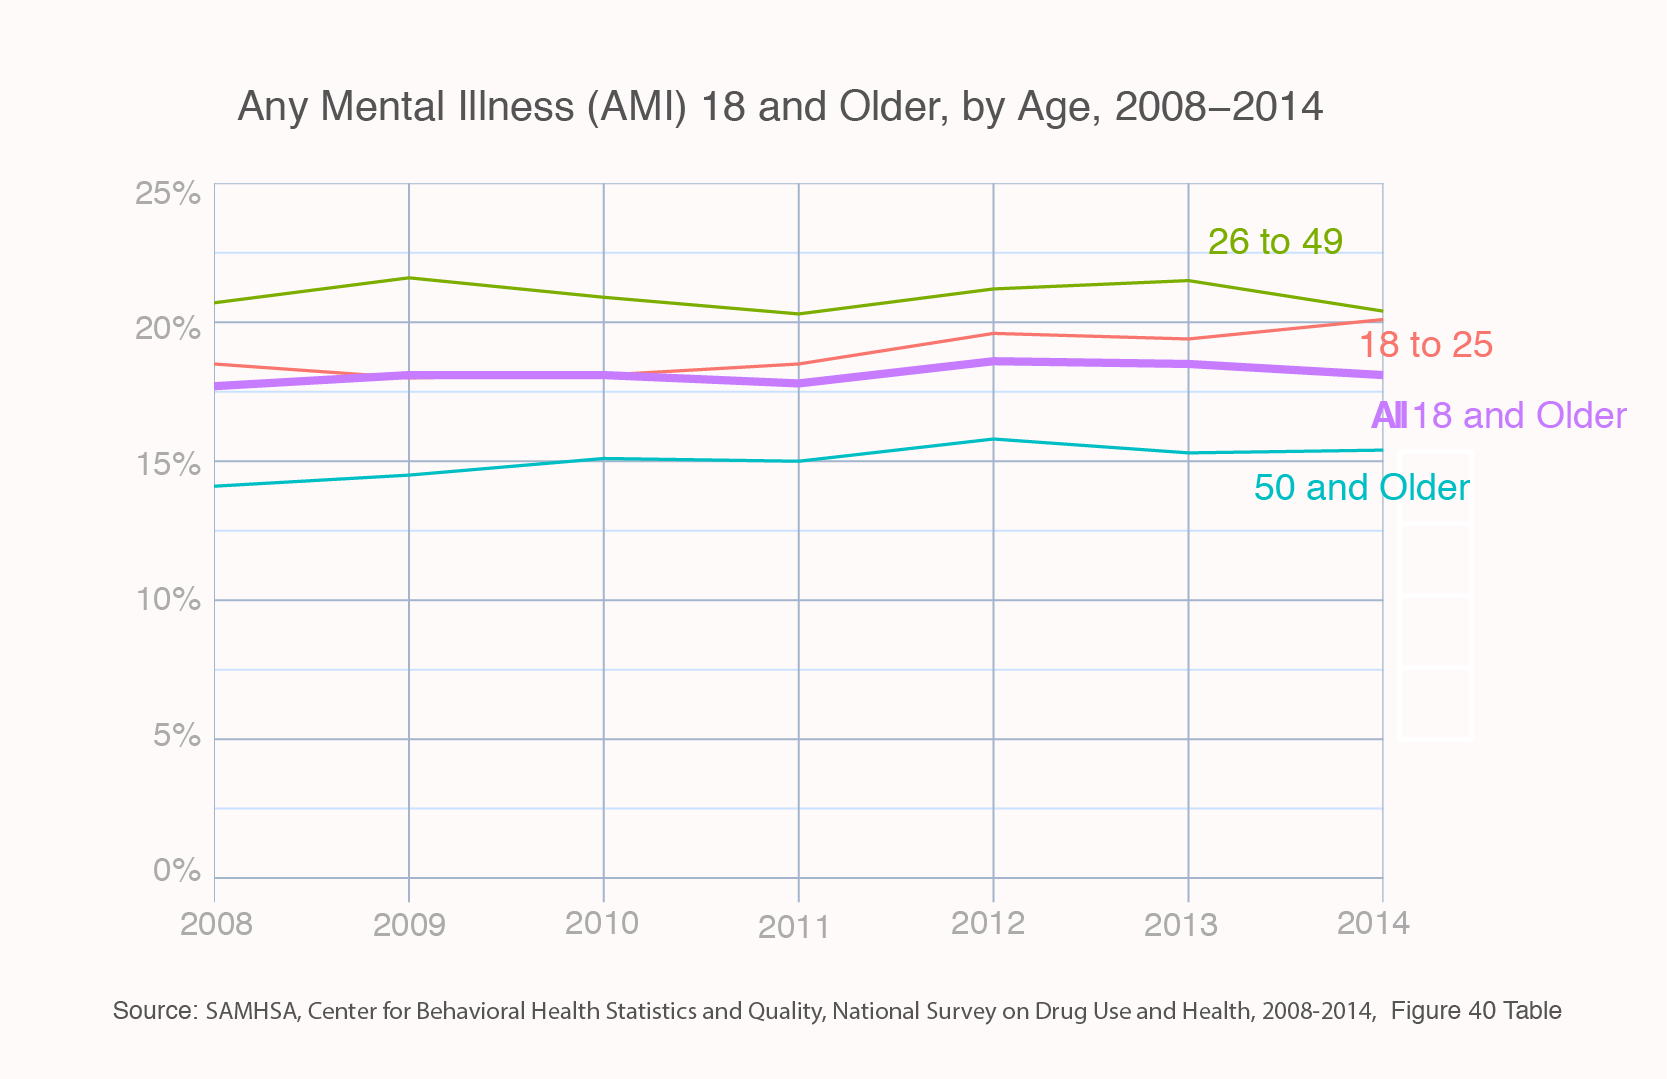 Any Mental Illness (AMI) 18 and Older, by Age, 2008–2014
25%
26 to 49
20%
18 to 25
All 18 and Older
15%
50 and Older
10%
5%
0%
2008 2009 2010 2011 2012 2013 2014
Source: SAMHSA, Center for Behavioral Health Statistics and Quality, National Survey on Drug Use and Health, 2008-2014, Figure 40 Table